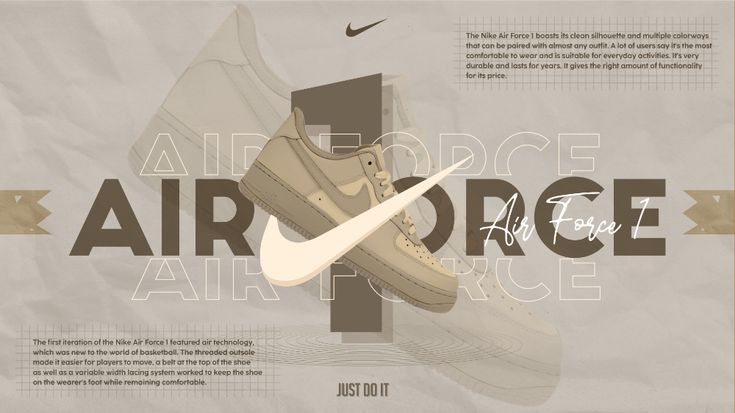 The Nike Air Force 1 boasts its clean silhouette and multiple colorways
that can be paired with almost any outfit. A lot of users say it's the most
comfortable to wear and is suitable for everyday activities. It's very
durable and lasts for years. It gives the right amount of functionality
for its price.
1
AIR FORCE
AIR FORCE
Air Force 1
AIR FORCE
The first iteration of the Nike Air Force 1 featured air technology,
which was new to the world of basketball. The threaded outsole
made it easier for players to move, a belt at the top of the shoe
as well as a variable width lacing system worked to keep the shoe
on the wearer's foot while remaining comfortable.
JUST DO IT